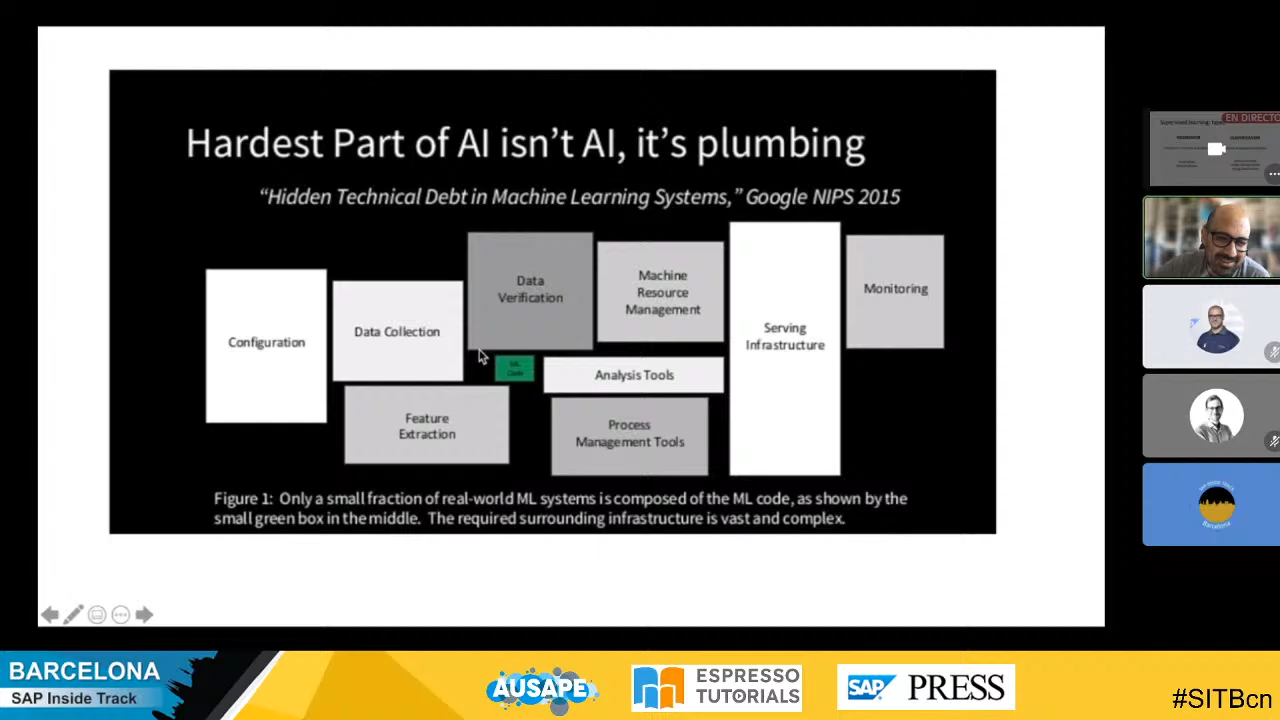 Hardest Part of AI isn't AI, it's plumbing
“Hidden Technical Debt in Machine Learning Systems,” Google NIPS 2015
Configuration
Data Collection
Data
Verification
Machine
Resource
Management
Serving
Infrastructure
Monitoring
ML
Code
Analysis Tools
Feature
Extraction
Process
Management Tools
Figure 1: Only a small fraction of real-world ML systems is composed of the ML code, as shown by the
small green box in the middle. The required surrounding infrastructure is vast and complex.
EN DIRECTO
Supervised learning:
Barcelona
BARCELONA
SAP Inside Track
AUSAPE
ESPRESSO
TUTORIALS
SAP PRESS
#SITBcn